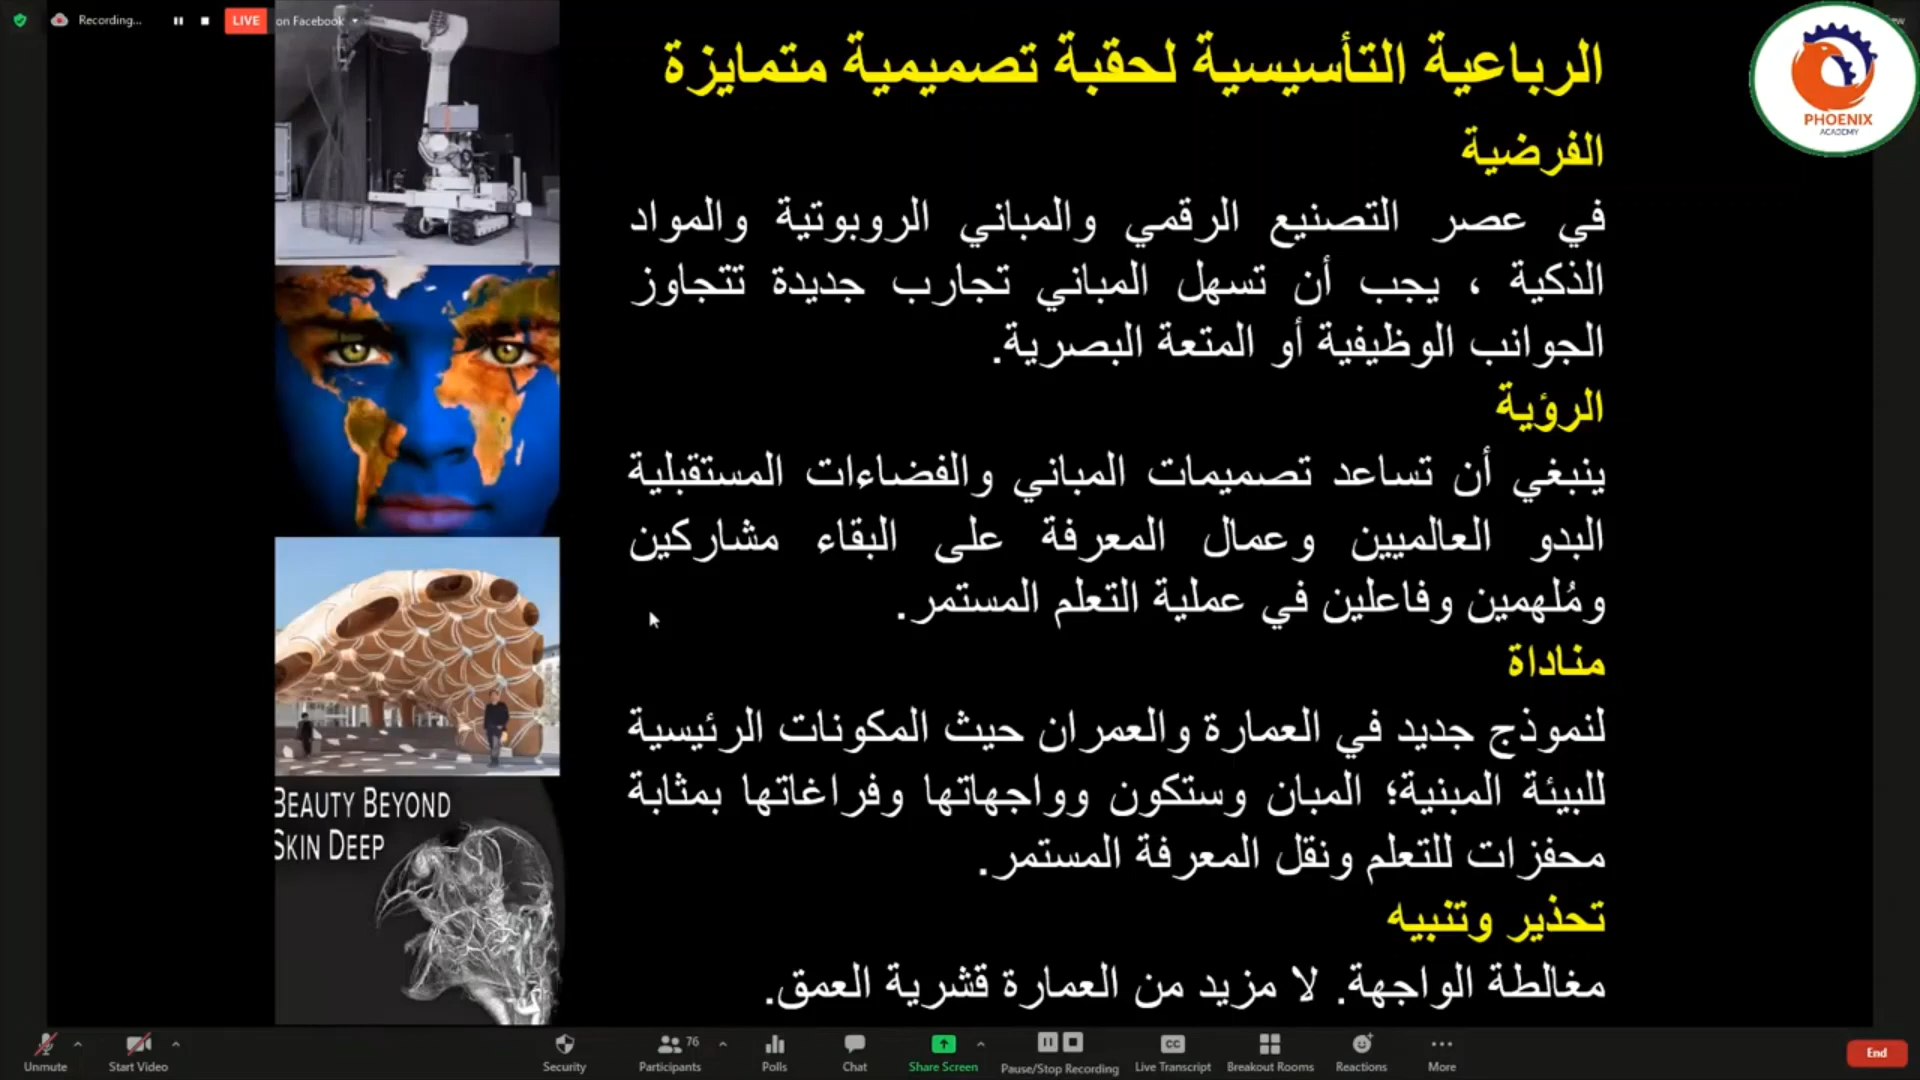 Recording...
LIVE
on Facebook
PHOENIX
ACADEMY
الرباعية التأسيسية لحقبة تصميمية متمايزة
الفرضية
في عصر التصنيع الرقمي والمباني الروبوتية والمواد
الذكية ، يجب أن تسهل المباني تجارب جديدة تتجاوز
الجوانب الوظيفية أو المتعة البصرية.
الرؤية
ينبغي أن تساعد تصميمات المباني والفضاءات المستقبلية
البدو العالميين وعمال المعرفة على البقاء مشاركين
ومُلهمين وفاعلين في عملية التعلم المستمر.
مناداة
لنموذج جديد في العمارة والعمران حيث المكونات الرئيسية
للبيئة المبنية؛ المبان وستكون وواجهاتها وفراغاتها بمثابة
محفزات للتعلم ونقل المعرفة المستمر.
تحذير وتنبيه
مغالطة الواجهة. لا مزيد من العمارة قشرية العمق.
BEAUTY BEYOND
SKIN DEEP
Unmute
Start Video
Security
Participants
76
Polls
Chat
Share Screen
Pause/Stop Recording
CC
Live Transcript
Breakout Rooms
Reactions
More
End